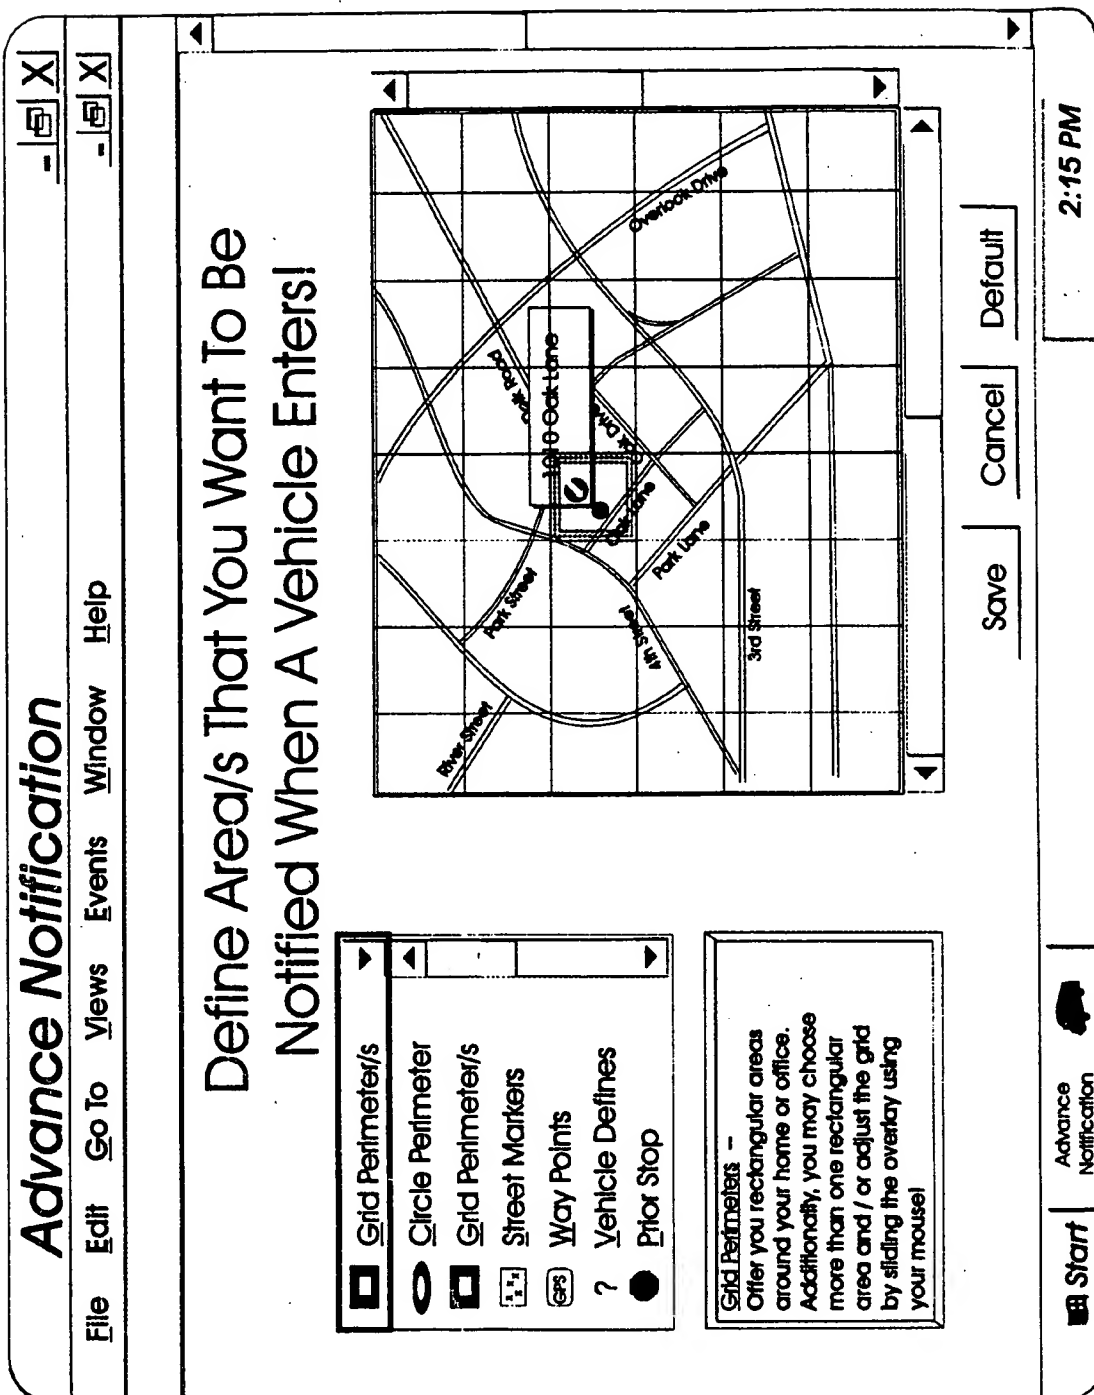 Advance Notification
File Edit Go To Views Events Window Help
Define Area/s That You Want To Be
Notified When A Vehicle Enters!
Grid Perimeter/s
Circle Perimeter
Grid Perimeter/s
Street Markers
GPS Way Points
? Vehicle Defines
Prior Stop
Grid Perimeters --
Offer you rectangular areas
around your home or office.
Additionally, you may choose
more than one rectangular
area and / or adjust the grid
by sliding the overlay using
your mouse!
River Street
Park Street
4th Street
3rd Street
Park Lane
Oak Lane
Drive
1010 Oak Lane
Road
Overlook Drive
Save Cancel Default
Start
Advance
Notification
2:15 PM